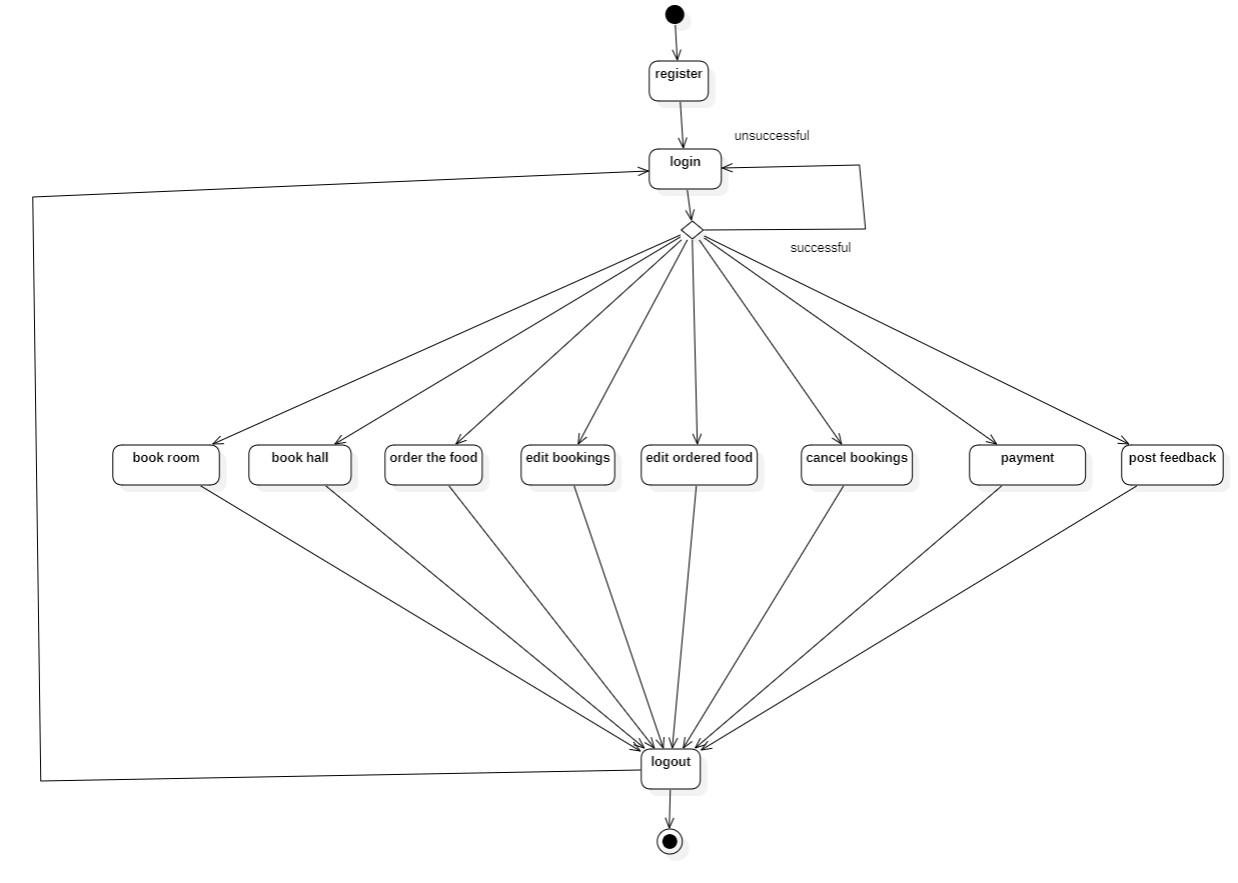 register
unsuccessful
login
successful
book room
book hall
order the food
edit bookings
edit ordered food
cancel bookings
payment
post feedback
logout